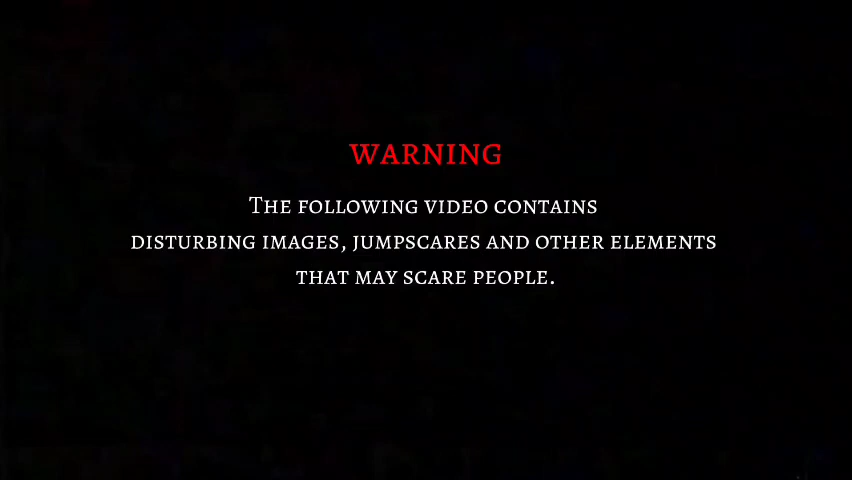 WARNING
The following video contains
disturbing images, jumpscares and other elements
that may scare people.